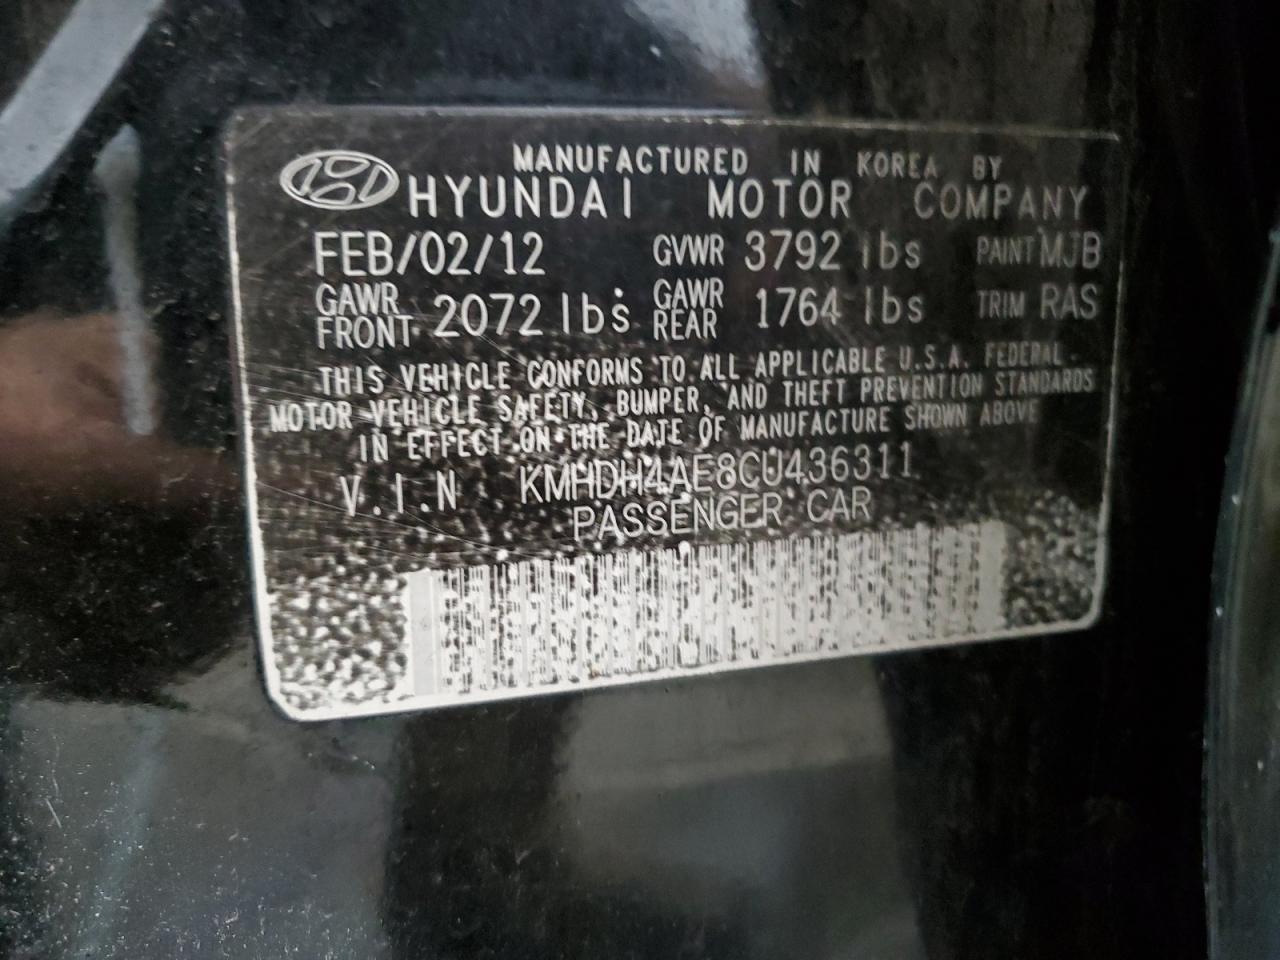 MANUFACTURED IN KOREA BY
HYUNDAI MOTOR COMPANY
FEB/02/12 GVWR 3792 lbs PAINT MJB
GAWR FRONT 2072 lbs GAWR REAR 1764 lbs TRIM RAS
THIS VEHICLE CONFORMS TO ALL APPLICABLE U.S.A. FEDERAL
MOTOR VEHICLE SAFETY, BUMPER, AND THEFT PREVENTION STANDARDS
IN EFFECT ON THE DATE OF MANUFACTURE SHOWN ABOVE
V.I.N KMHDH4AE8CU436311
PASSENGER CAR